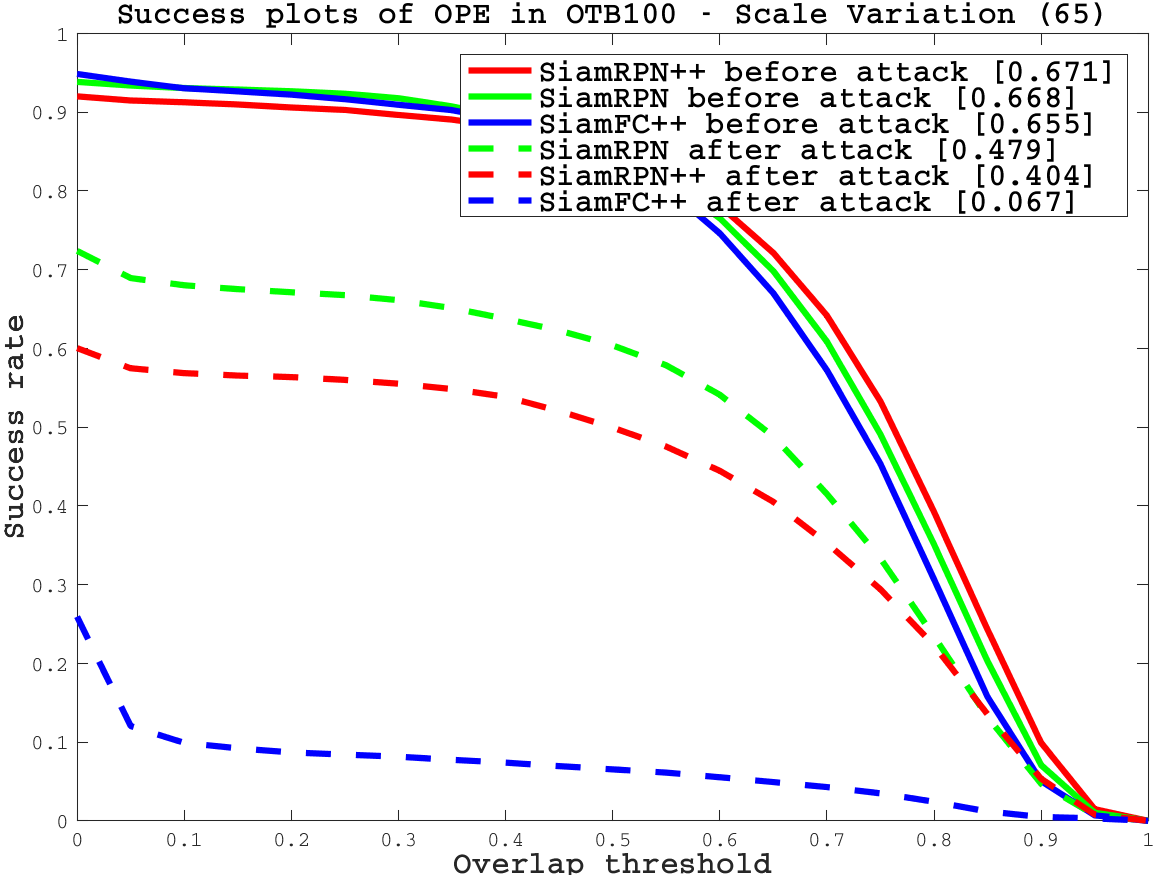 Success plots of OPE in OTB100 - Scale Variation (65)
1
0.9
0.8
0.7
0.6
0.5
0.4
0.3
0.2
0.1
0
Success rate
SiamRPN++ before attack [0.671]
SiamRPN before attack [0.668]
SiamFC++ before attack [0.655]
SiamRPN after attack [0.479]
SiamRPN++ after attack [0.404]
SiamFC++ after attack [0.067]
0 0.1 0.2 0.3 0.4 0.5 0.6 0.7 0.8 0.9 1
Overlap threshold